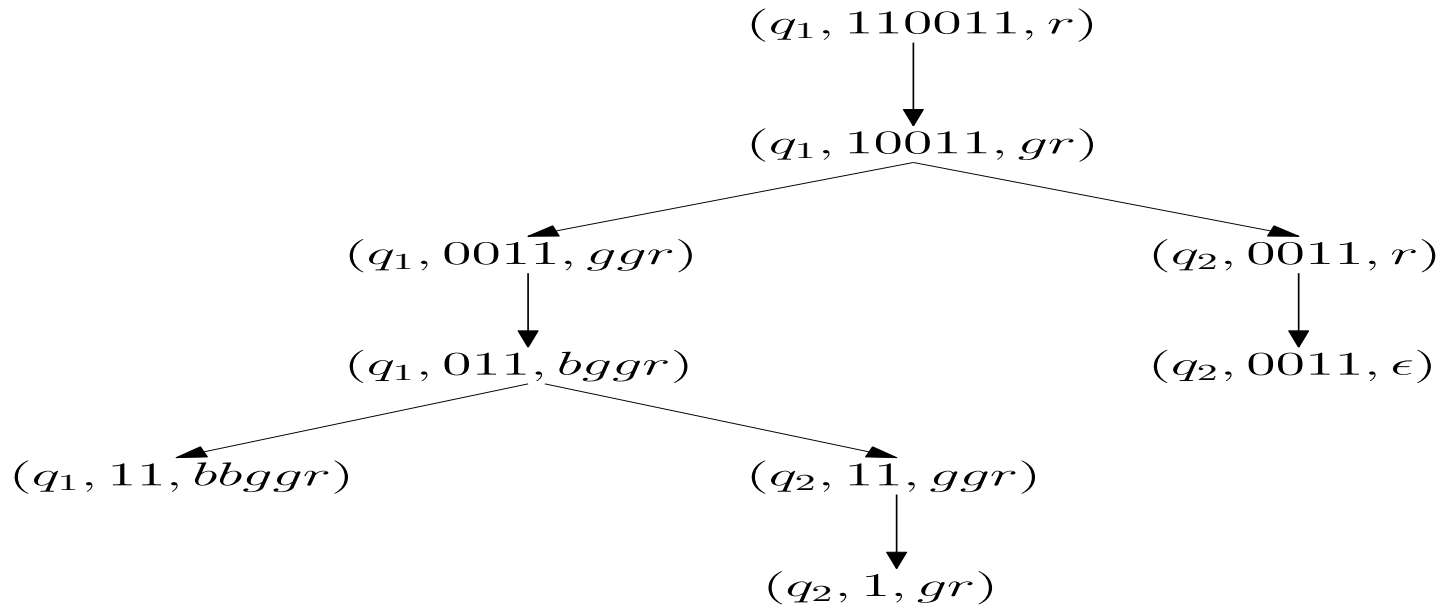 (q₁, 110011, r)
(q₁, 10011, gr)
(q₁, 0011, ggr) (q₂, 0011, r)
(q₁, 011, bggr) (q₂, 0011, ϵ)
(q₁, 11, bbggr) (q₂, 11, ggr)
(q₂, 1, gr)